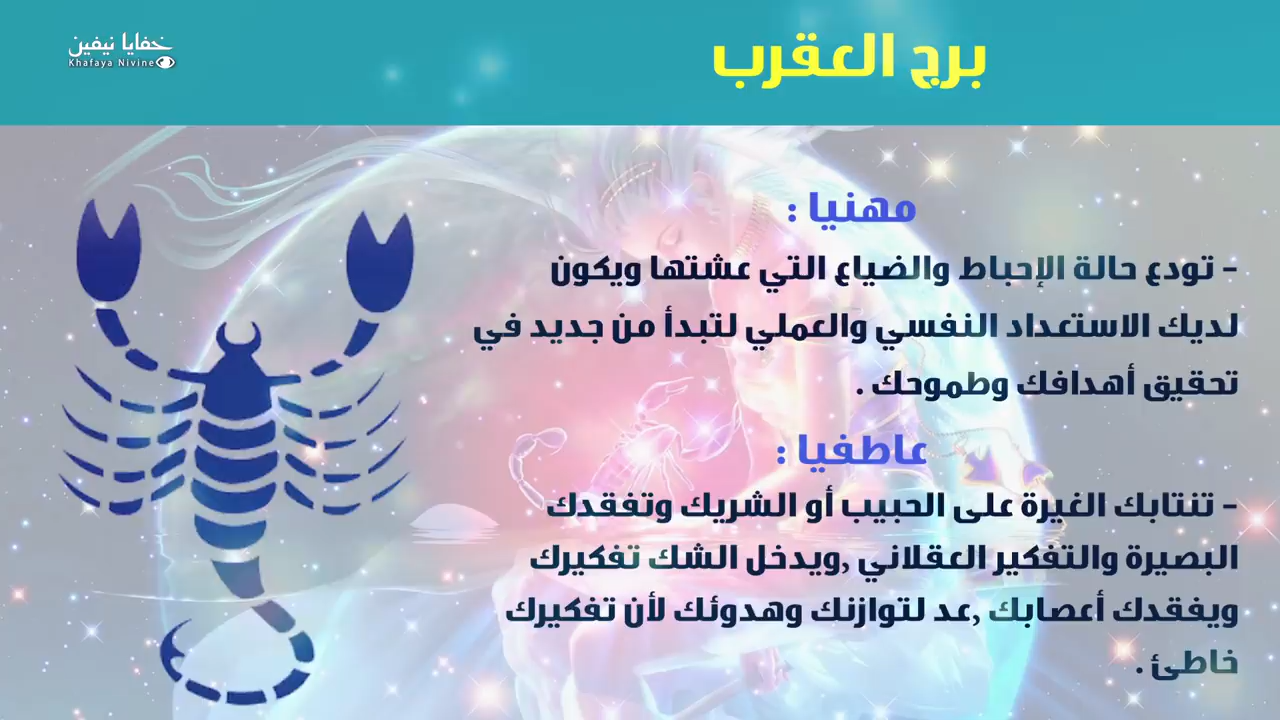 خفايا نيفين
Khafaya Nivine
برج العقرب
مهنيا :
- تودع حالة الإحباط والضياع التي عشتها ويكون
لديك الاستعداد النفسي والعملي لتبدأ من جديد في
تحقيق أهدافك وطموحك .
عاطفيا :
- تنتابك الغيرة على الحبيب أو الشريك وتفقدك
البصيرة والتفكير العقلاني ,ويدخل الشك تفكيرك
ويفقدك أعصابك ,عد لتوازنك وهدوئك لأن تفكيرك
خاطئ .